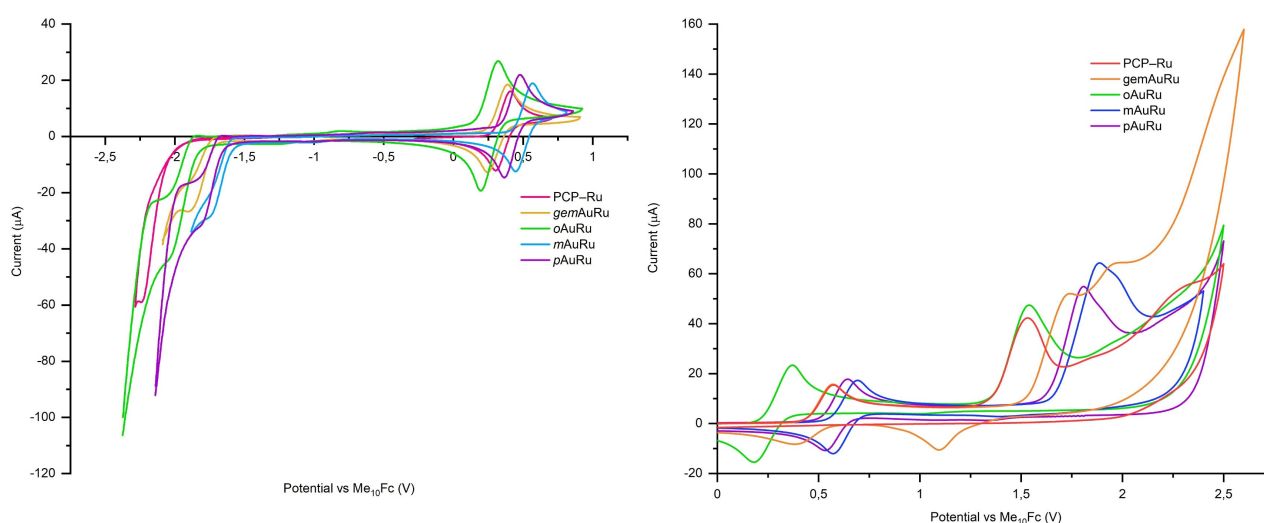 40
20
0
-20
-40
-60
-80
-100
-120
-2,5
-2
-1,5
-1
-0,5
0
0,5
1
Current (μA)
Potential vs Me₁₀Fc (V)
PCP–Ru
gemAuRu
oAuRu
mAuRu
pAuRu
160
140
120
100
80
60
40
20
0
-20
0
0,5
1
1,5
2
2,5
Current (μA)
Potential vs Me₁₀Fc (V)
PCP–Ru
gemAuRu
oAuRu
mAuRu
pAuRu